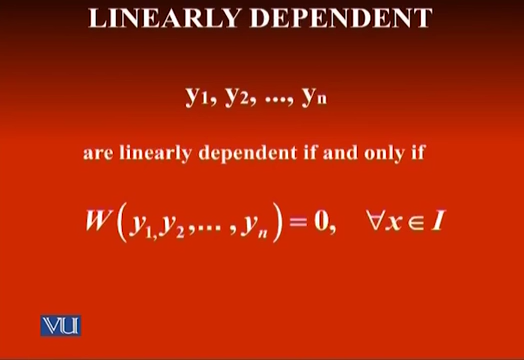 LINEARLY DEPENDENT
y1, y2, ..., yn
are linearly dependent if and only if
W(y₁,y₂,...,yₙ) = 0, ∀x ∈ I
VU